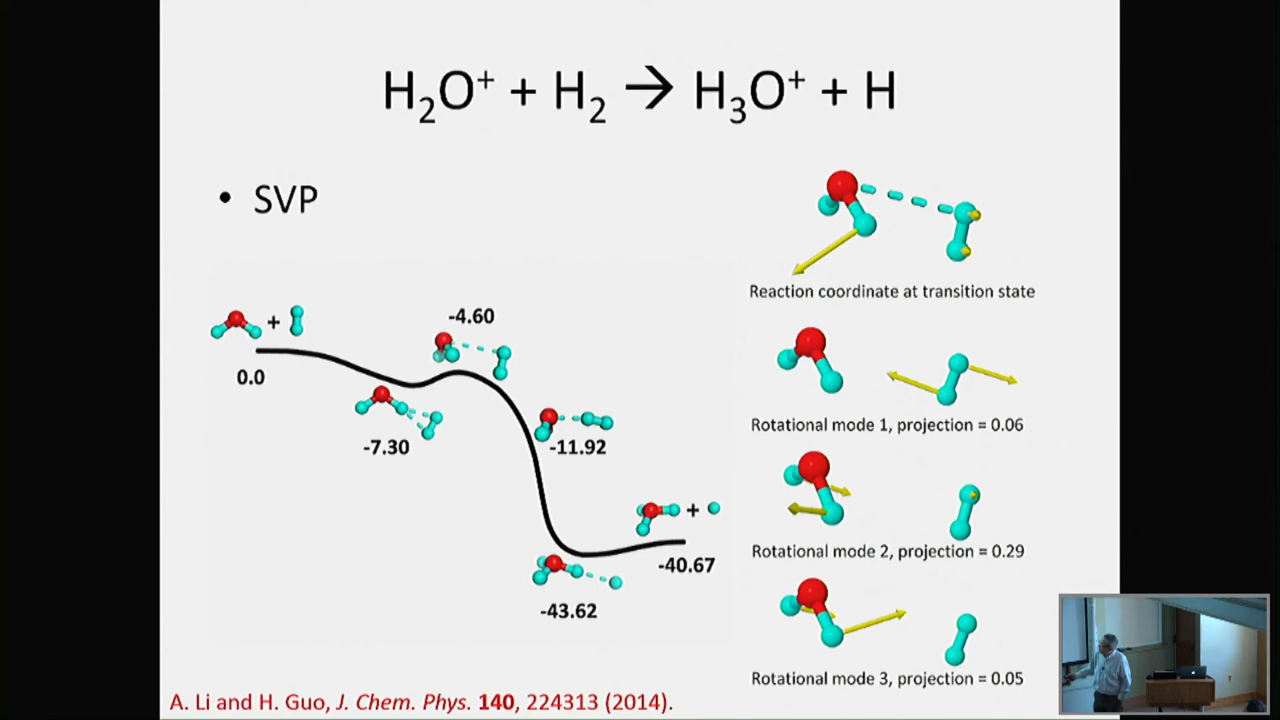 H₂O⁺ + H₂ → H₃O⁺ + H
• SVP
+
0.0
-7.30
-4.60
-11.92
-43.62
+
-40.67
Reaction coordinate at transition state
Rotational mode 1, projection = 0.06
Rotational mode 2, projection = 0.29
Rotational mode 3, projection = 0.05
A. Li and H. Guo, J. Chem. Phys. 140, 224313 (2014).